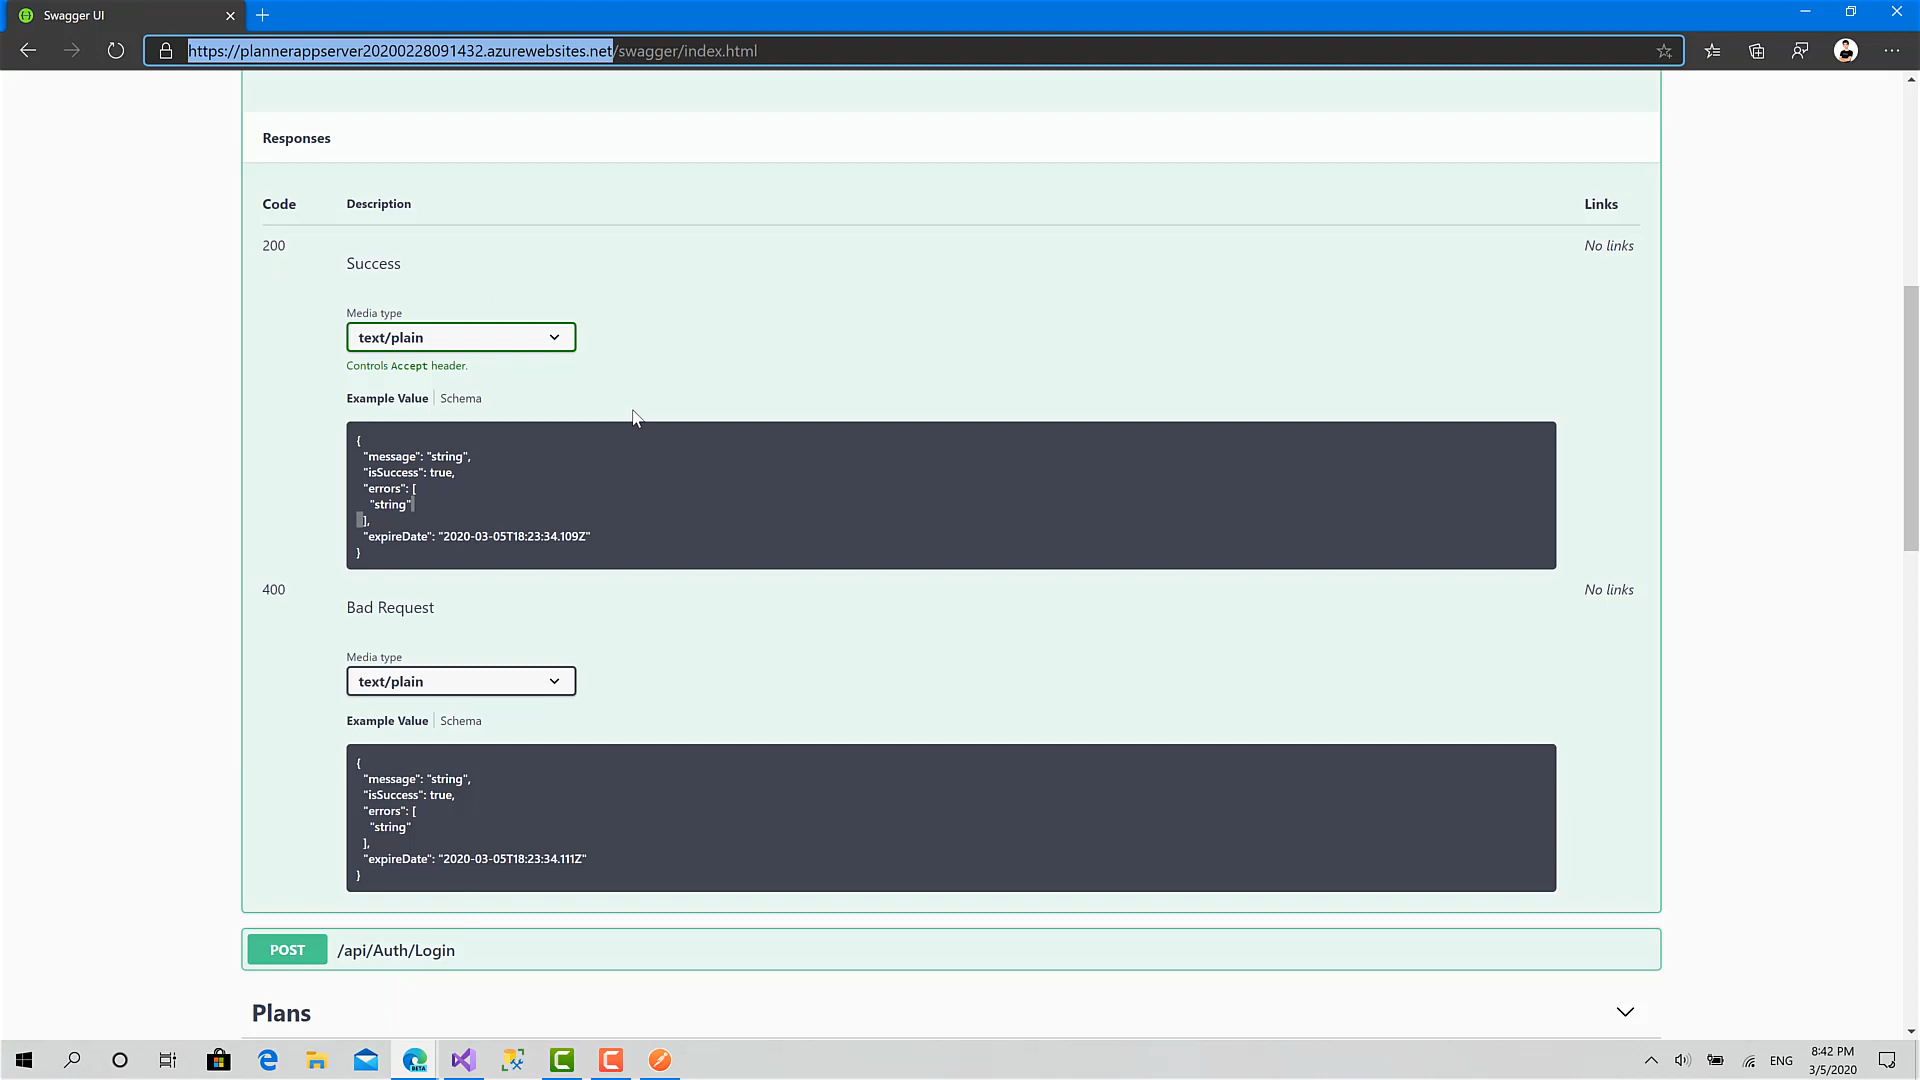 Swagger UI
https://plannerappserver20200228091432.azurewebsites.net/swagger/index.html
Responses
Code Description Links
200 No links
Success
Media type
text/plain
Controls Accept header.
Example Value Schema
{
"message": "string",
"isSuccess": true,
"errors": [
"string"
],
"expireDate": "2020-03-05T18:23:34.109Z"
}
400 No links
Bad Request
Media type
text/plain
Example Value Schema
{
"message": "string",
"isSuccess": true,
"errors": [
"string"
],
"expireDate": "2020-03-05T18:23:34.111Z"
}
POST /api/Auth/Login
Plans
BETA
ENG
8:42 PM
3/5/2020